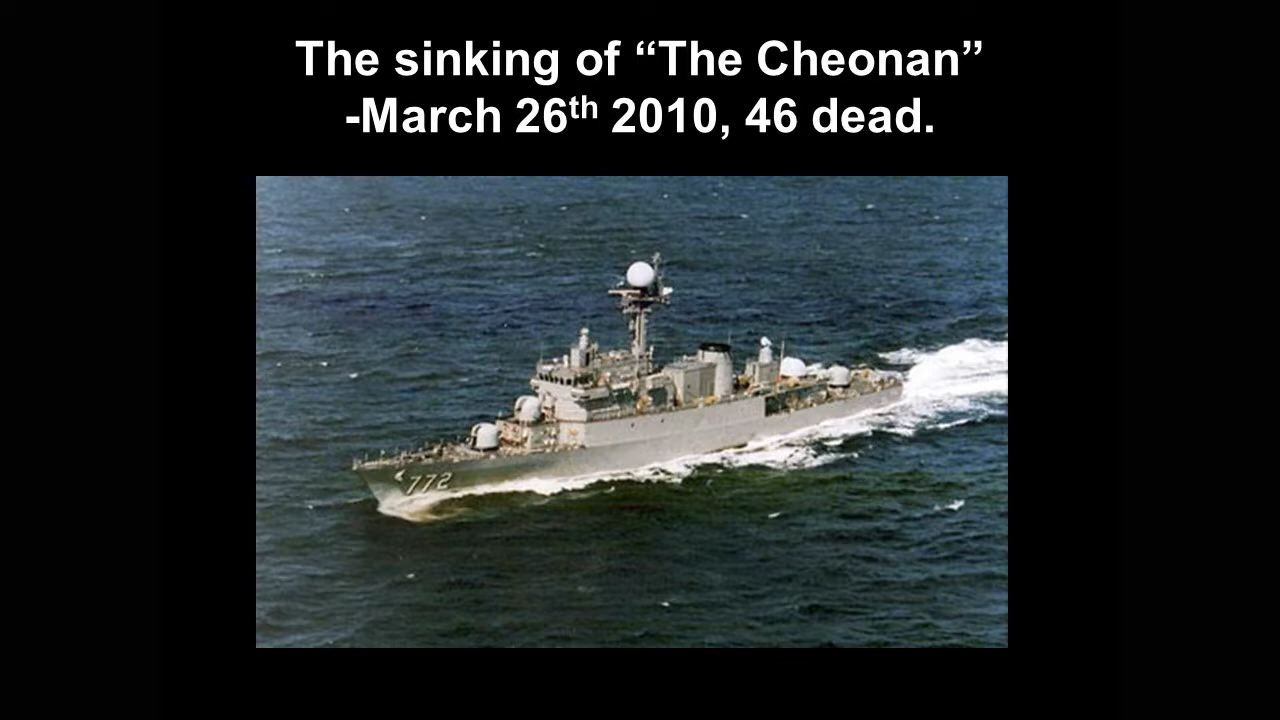 The sinking of “The Cheonan”
-March 26th 2010, 46 dead.
772